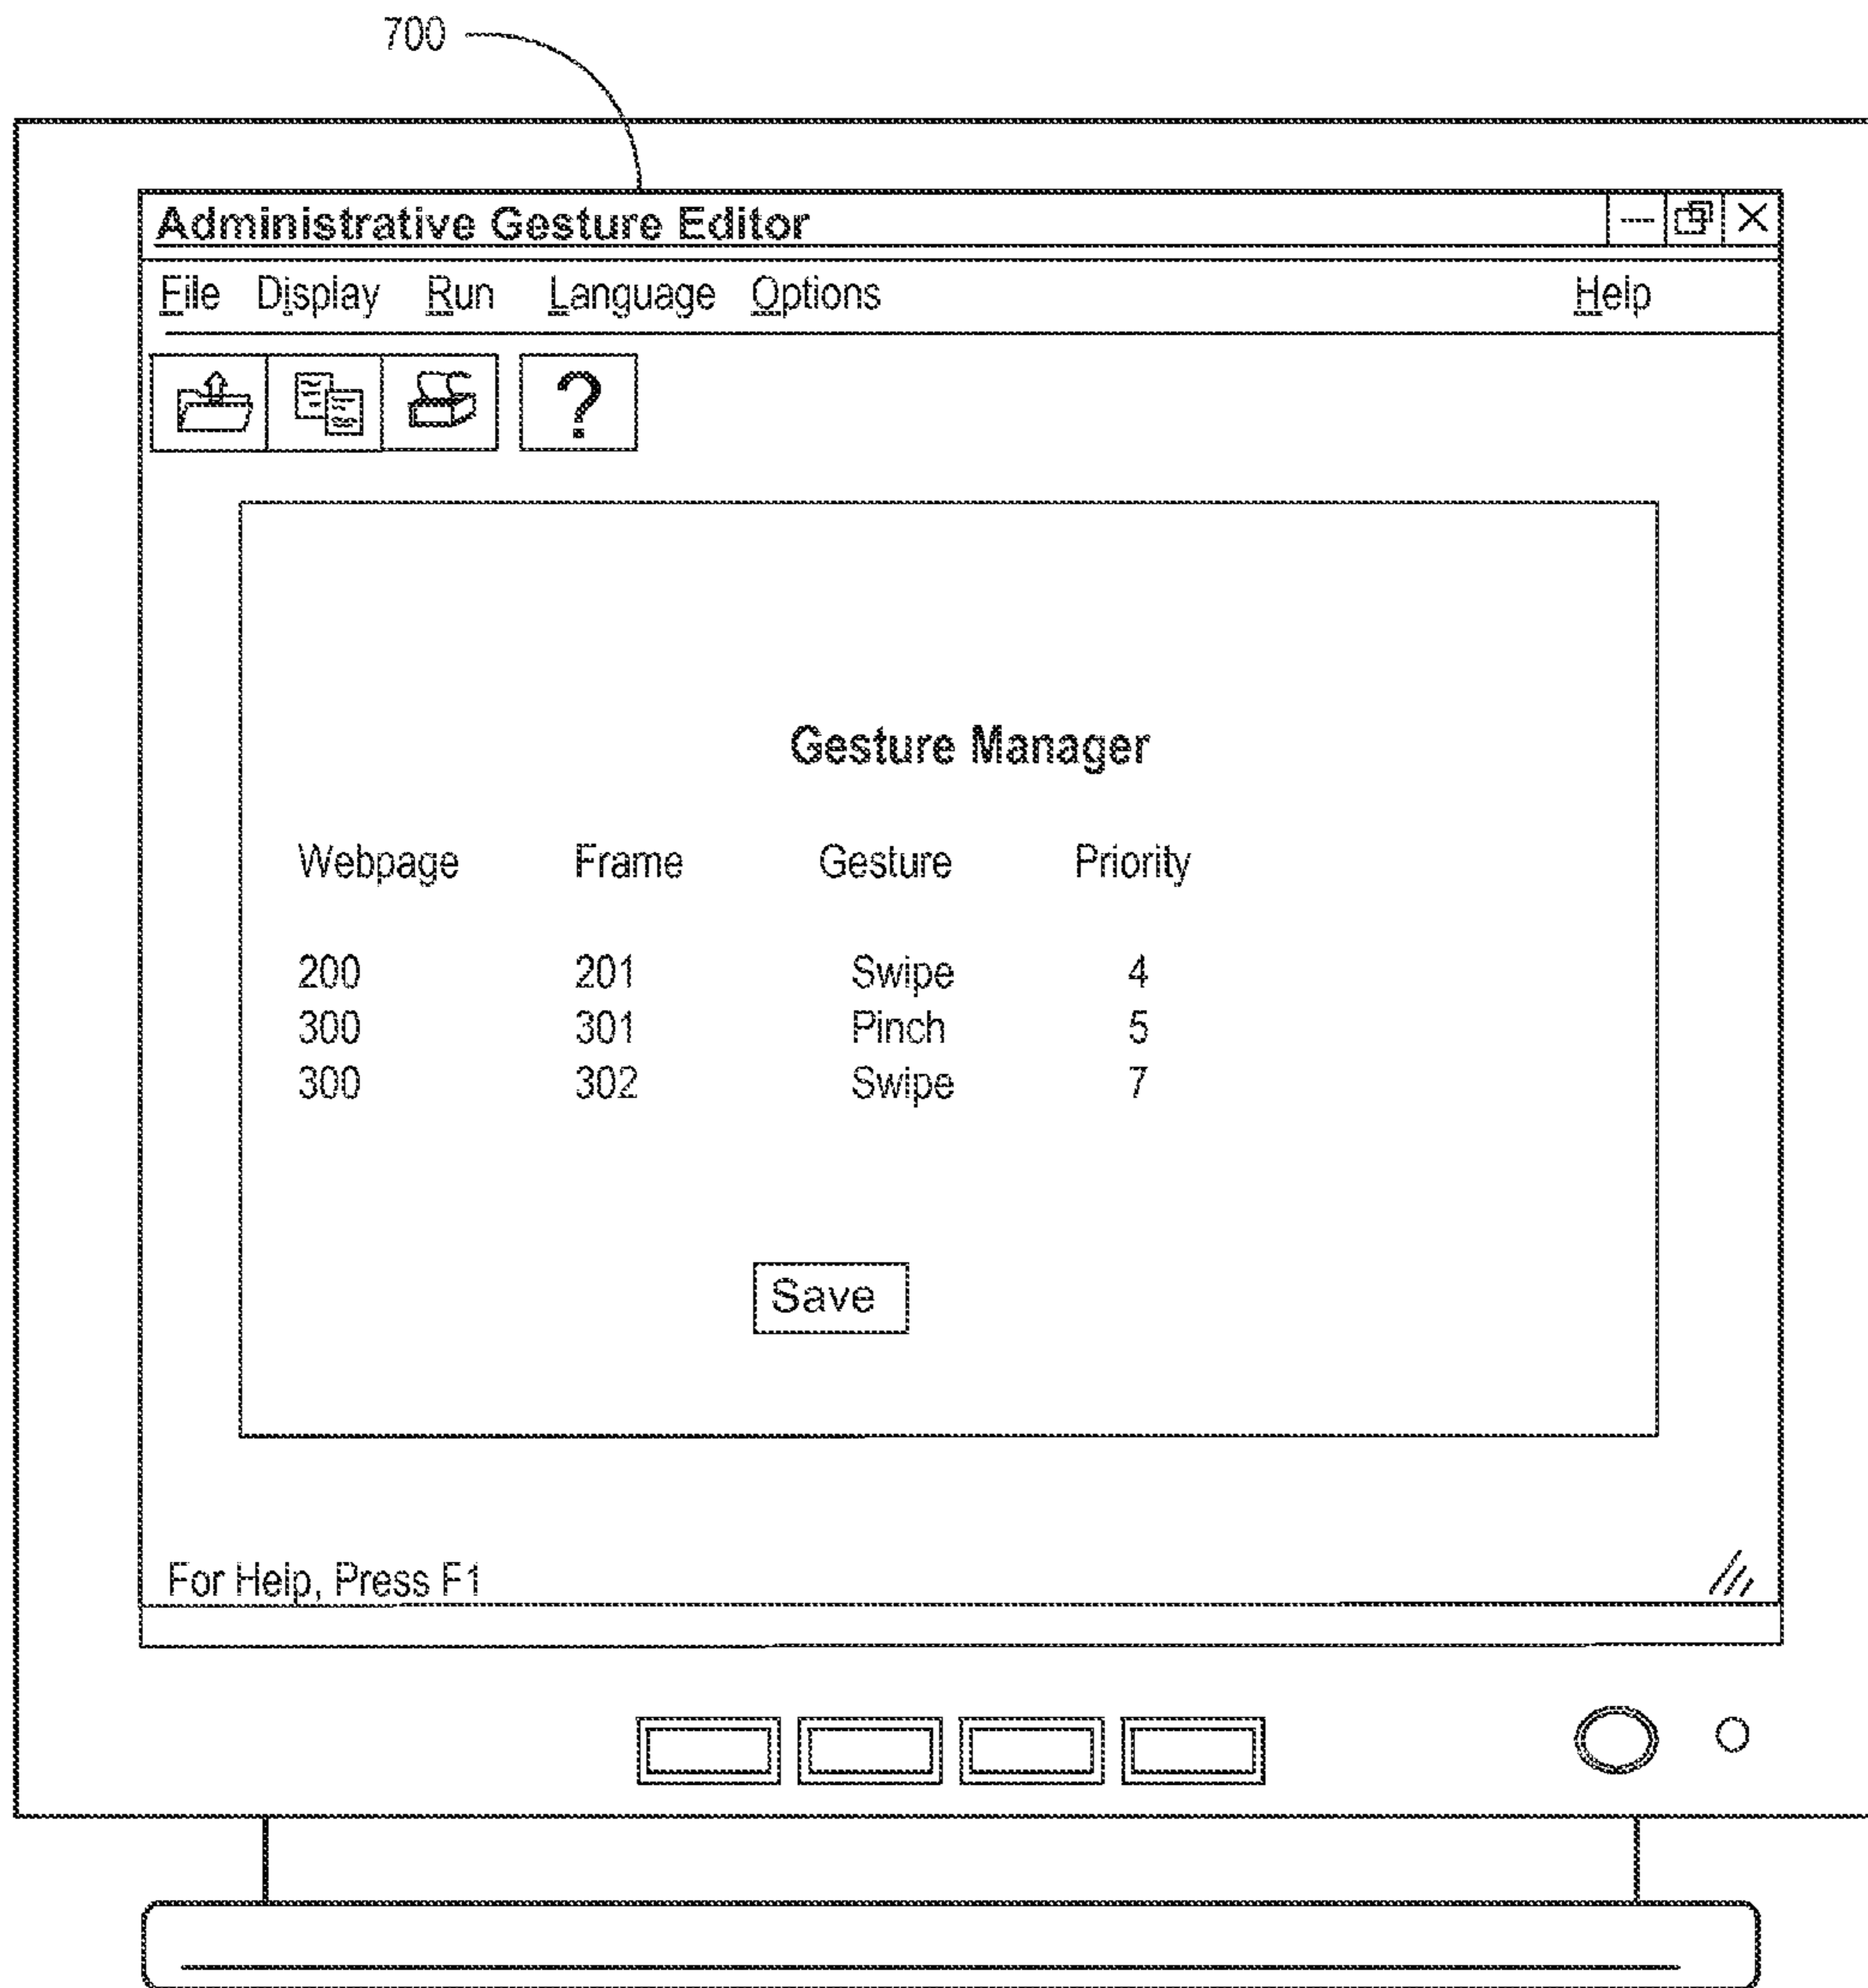 700
Administrative Gesture Editor
File Display Run Language Options Help
?
Gesture Manager
Webpage Frame Gesture Priority
200 201 Swipe 4
300 301 Pinch 5
300 302 Swipe 7
Save
For Help, Press F1